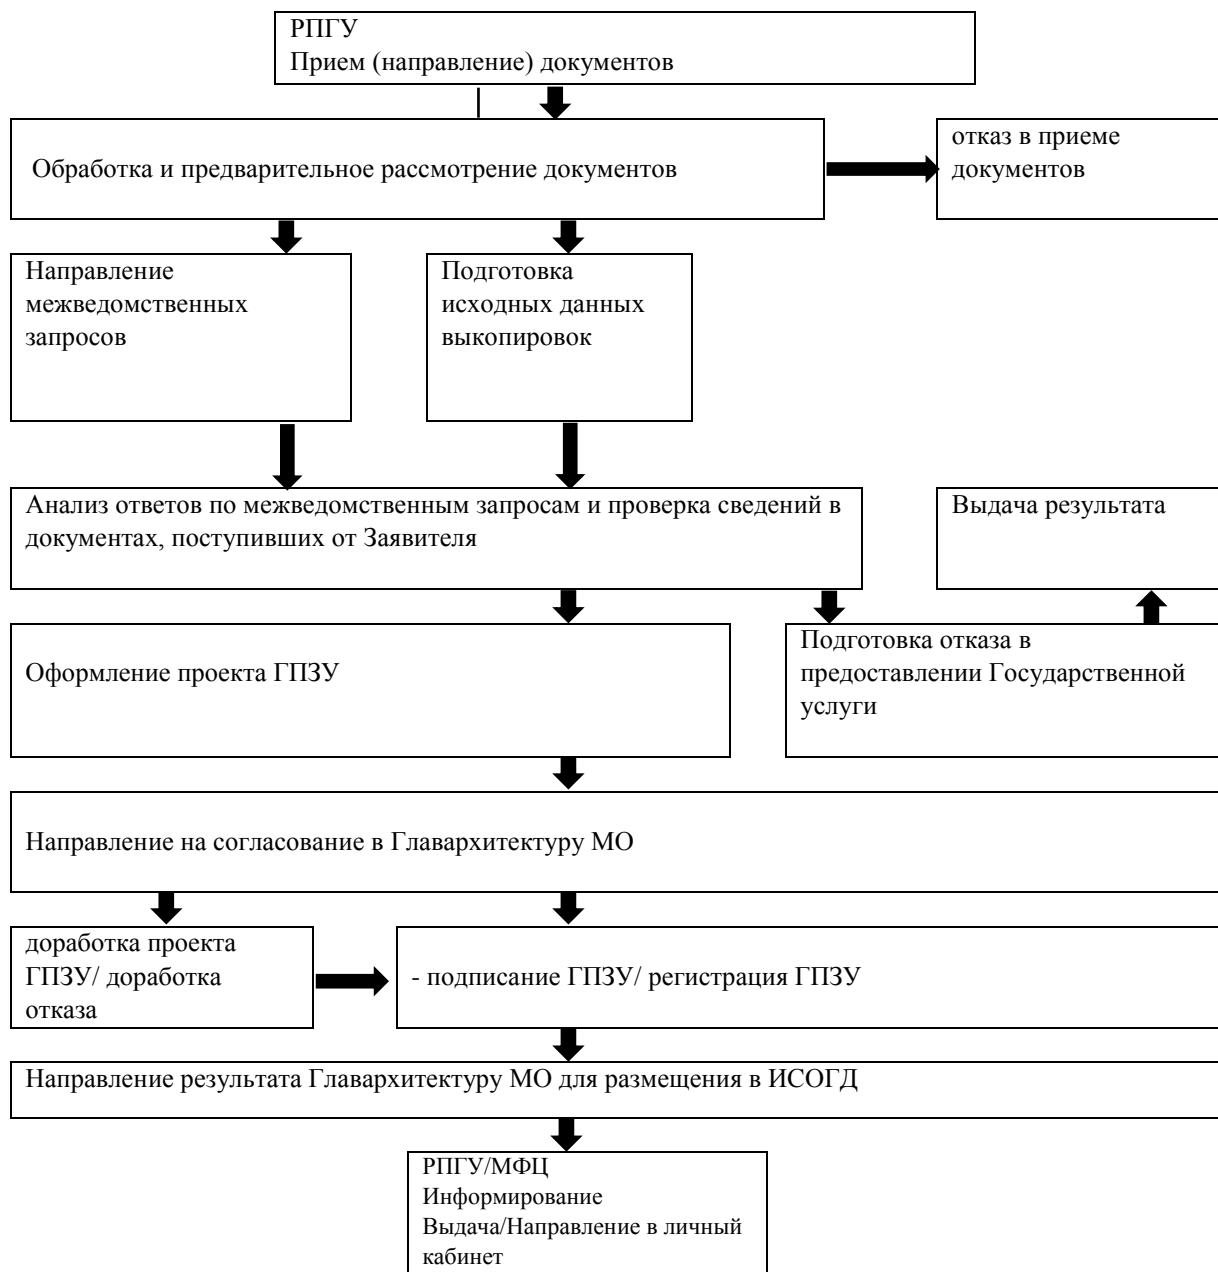 РПГУ
Прием (направление) документов
Обработка и предварительное рассмотрение документов
отказ в приеме
документов
Направление
межведомственных
запросов
Подготовка
исходных данных
выкопировок
Анализ ответов по межведомственным запросам и проверка сведений в
документах, поступивших от Заявителя
Выдача результата
Оформление проекта ГПЗУ
Подготовка отказа в
предоставлении Государственной
услуги
Направление на согласование в Главархитектуру МО
доработка проекта
ГПЗУ/ доработка
отказа
- подписание ГПЗУ/ регистрация ГПЗУ
Направление результата Главархитектуру МО для размещения в ИСОГД
РПГУ/МФЦ
Информирование
Выдача/Направление в личный
кабинет